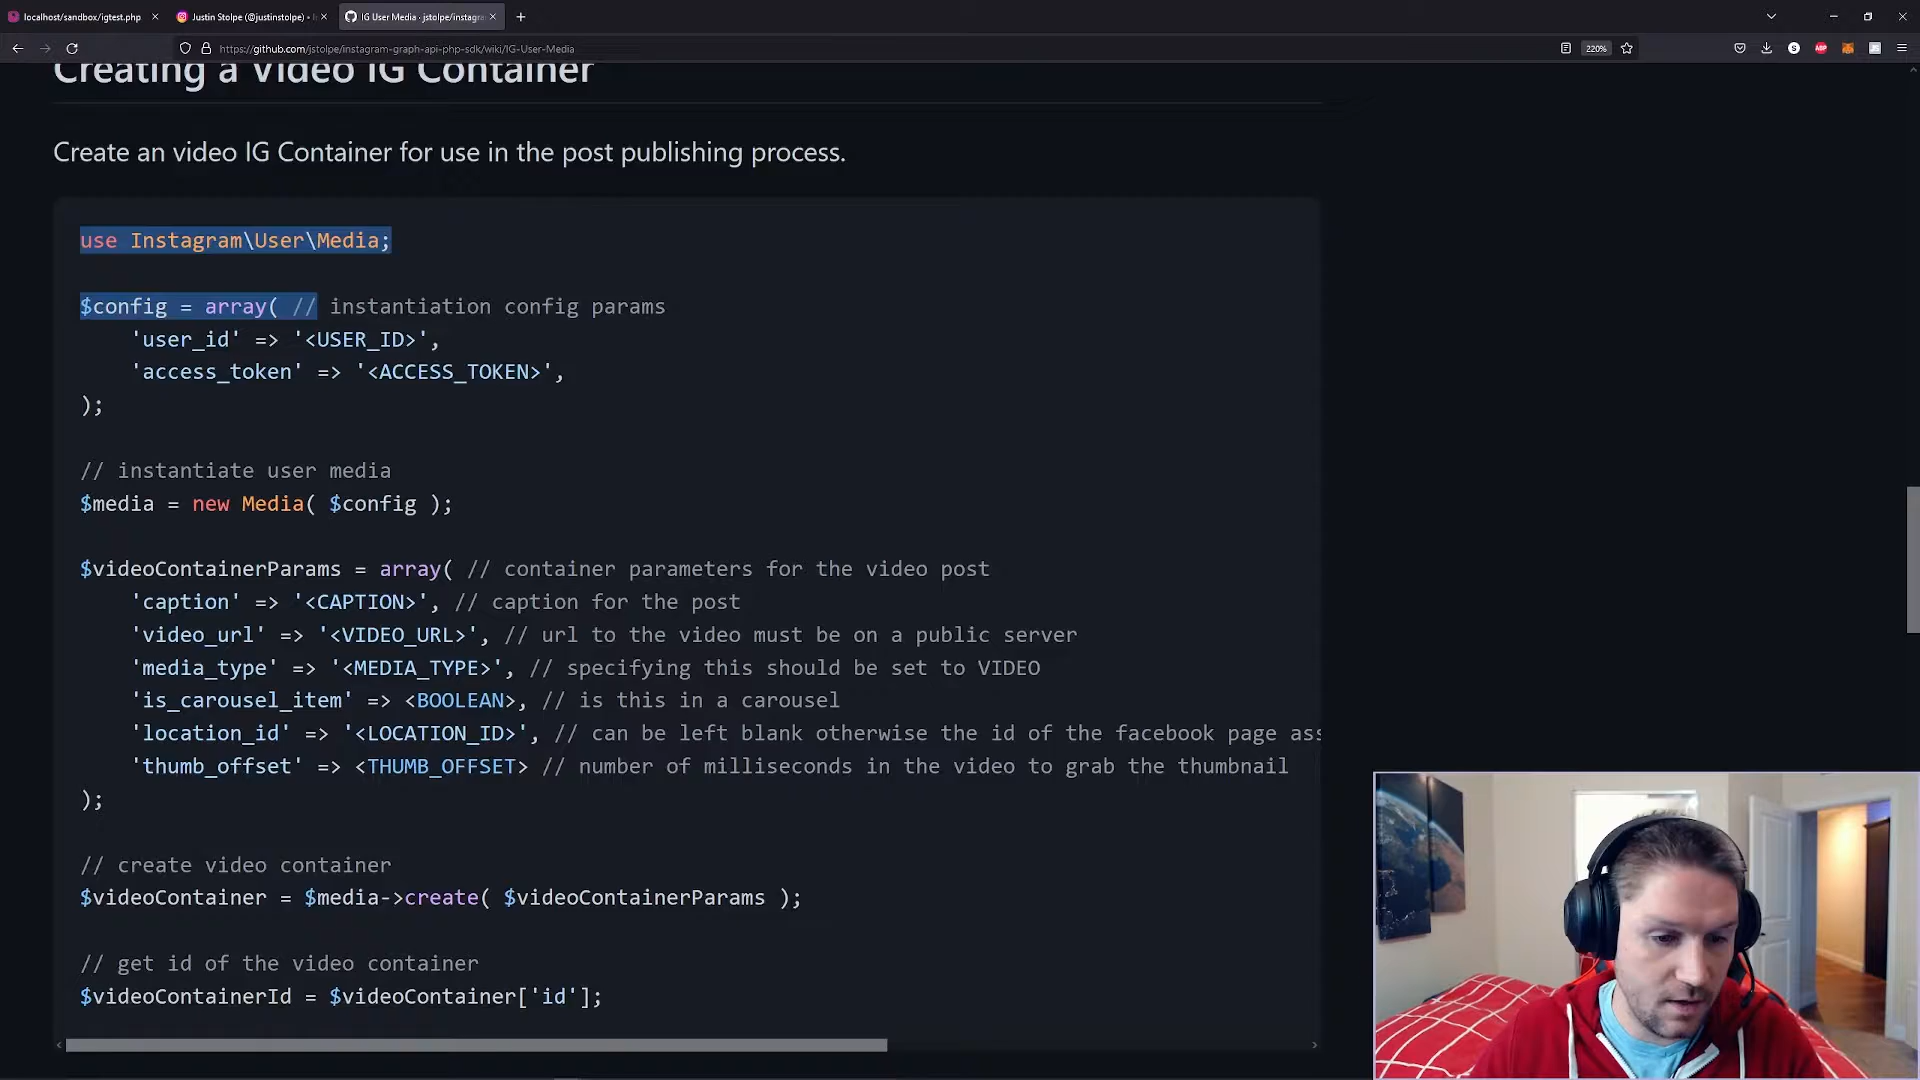 localhost/sandbox/igtest.php
Justin Stolpe (@justinstolpe) •
IG User Media · jstolpe/instagra
https://github.com/jstolpe/instagram-graph-api-php-sdk/wiki/IG-User-Media
220%
ABP
Creating a Video IG Container
Create an video IG Container for use in the post publishing process.
use Instagram\User\Media;
$config = array( // instantiation config params
'user_id' => '<USER_ID>',
'access_token' => '<ACCESS_TOKEN>',
);
// instantiate user media
$media = new Media( $config );
$videoContainerParams = array( // container parameters for the video post
'caption' => '<CAPTION>', // caption for the post
'video_url' => '<VIDEO_URL>', // url to the video must be on a public server
'media_type' => '<MEDIA_TYPE>', // specifying this should be set to VIDEO
'is_carousel_item' => <BOOLEAN>, // is this in a carousel
'location_id' => '<LOCATION_ID>', // can be left blank otherwise the id of the facebook page ass
'thumb_offset' => <THUMB_OFFSET> // number of milliseconds in the video to grab the thumbnail
);
// create video container
$videoContainer = $media->create( $videoContainerParams );
// get id of the video container
$videoContainerId = $videoContainer['id'];